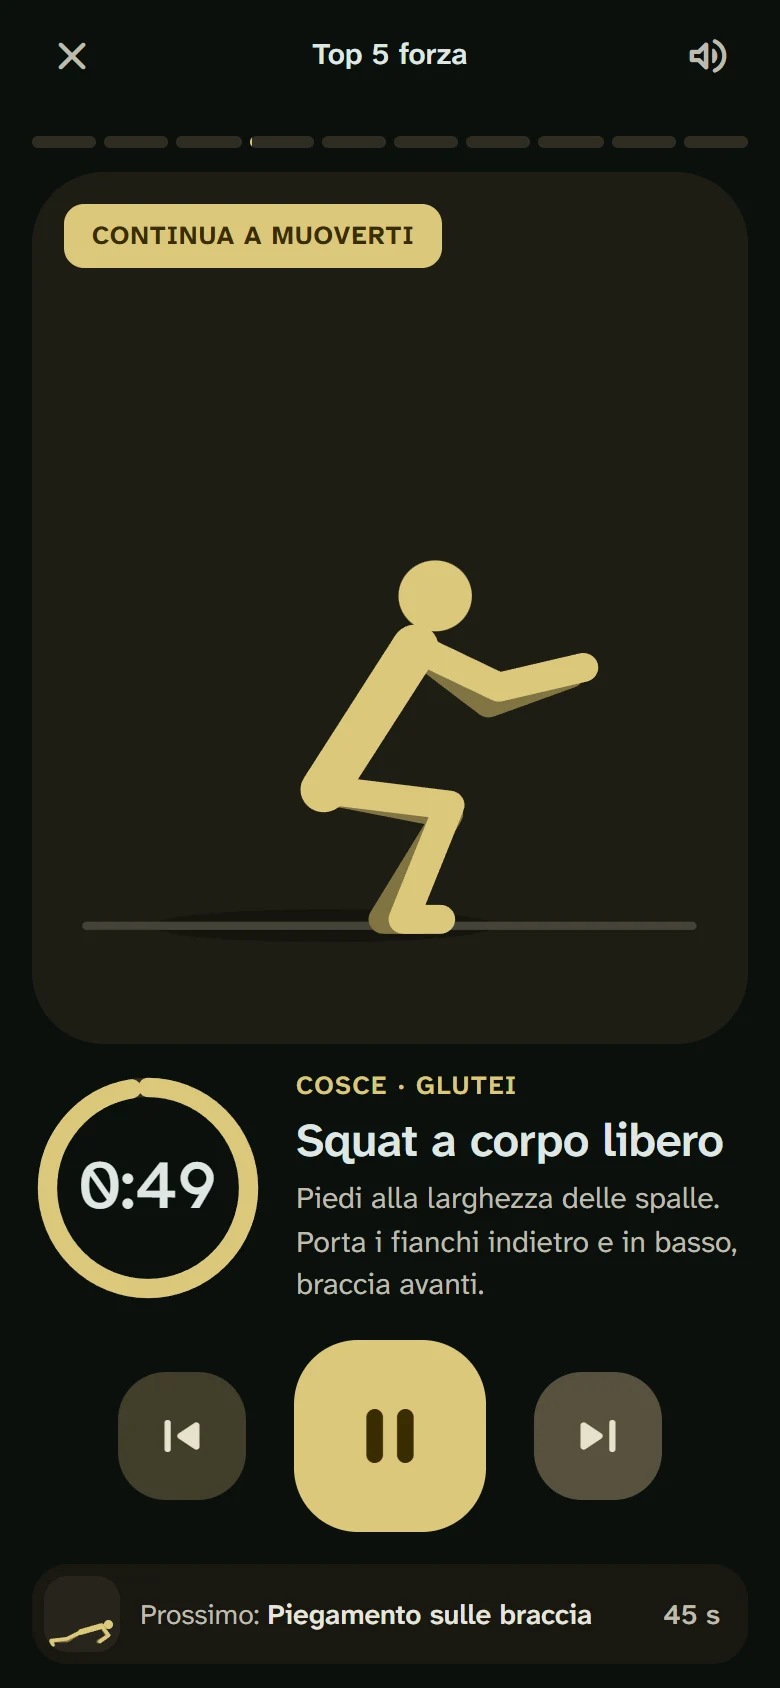 Top 5 forza
CONTINUA A MUOVERTI
COSCE · GLUTEI
0:49
Squat a corpo libero
Piedi alla larghezza delle spalle.
Porta i fianchi indietro e in basso,
braccia avanti.
Prossimo: Piegamento sulle braccia
45 s